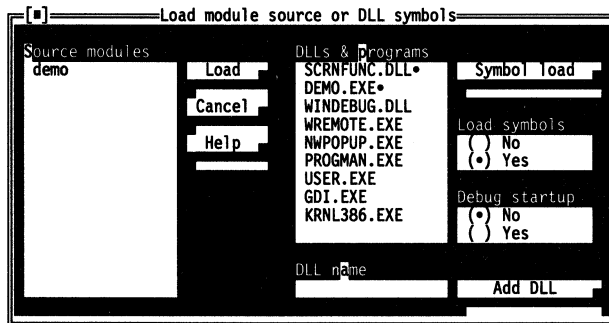 [■] Load module source or DLL symbols
Source modules
demo
Load
Cancel
Help
DLLs & programs
SCRNFUNC.DLL•
DEMO.EXE•
WINDEBUG.DLL
WREMOTE.EXE
NWPOPUP.EXE
PROGMAN.EXE
USER.EXE
GDI.EXE
KRNL386.EXE
DLL name
Symbol load
Load symbols
( ) No
(•) Yes
Debug startup
(•) No
( ) Yes
Add DLL